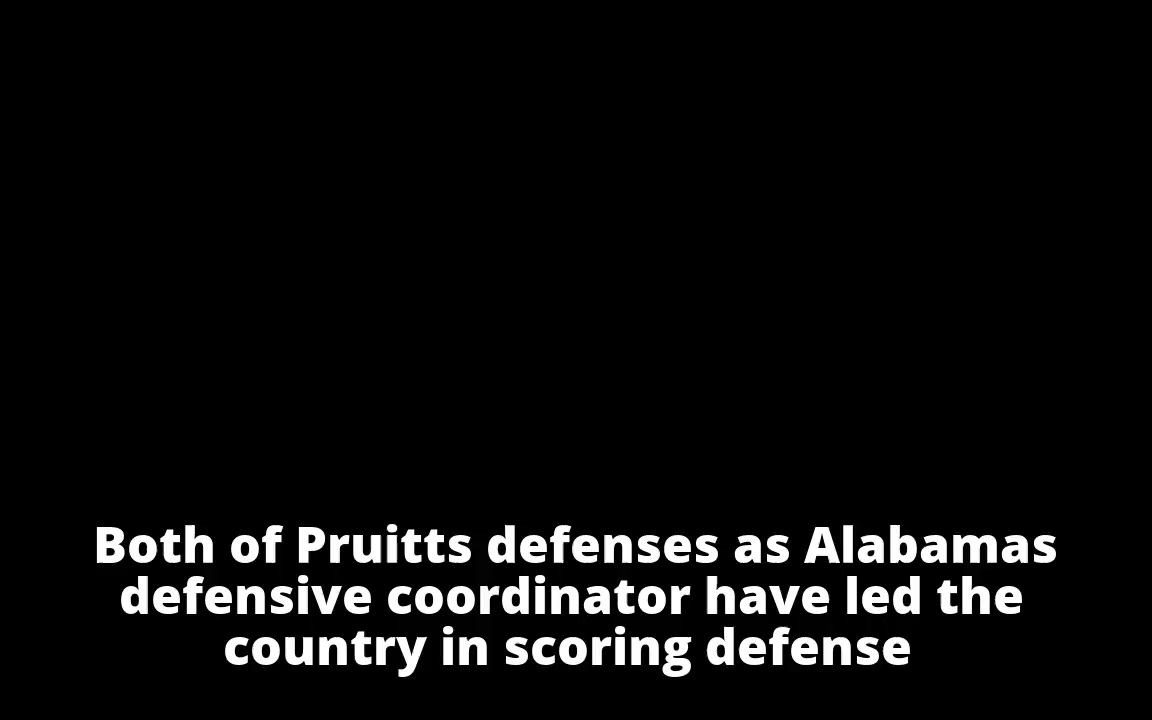 Both of Pruitts defenses as Alabamas
defensive coordinator have led the
country in scoring defense